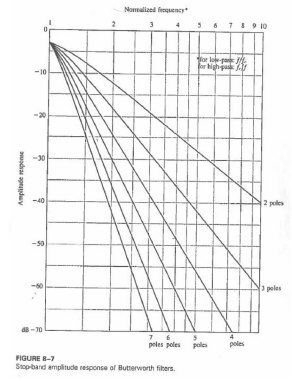 Normalized frequency*
1 2 3 4 5 6 7 8 9 10
0
*for low-pass:
for high-pass:
−10
−20
−30
Amplitude response
−40
2 poles
−50
−60
3 poles
dB −70
7 poles
6 poles
5 poles
4 poles
FIGURE 8–7
Stop-band amplitude response of Butterworth filters.